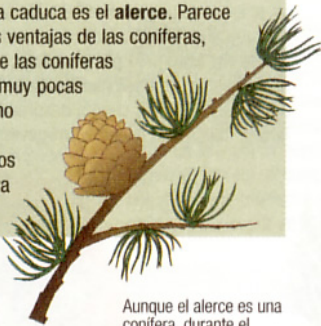 a caduca es el alerce. Parece
s ventajas de las coníferas,
e las coníferas
muy pocas
no
os
a
Aunque el alerce es una
conífera, durante el